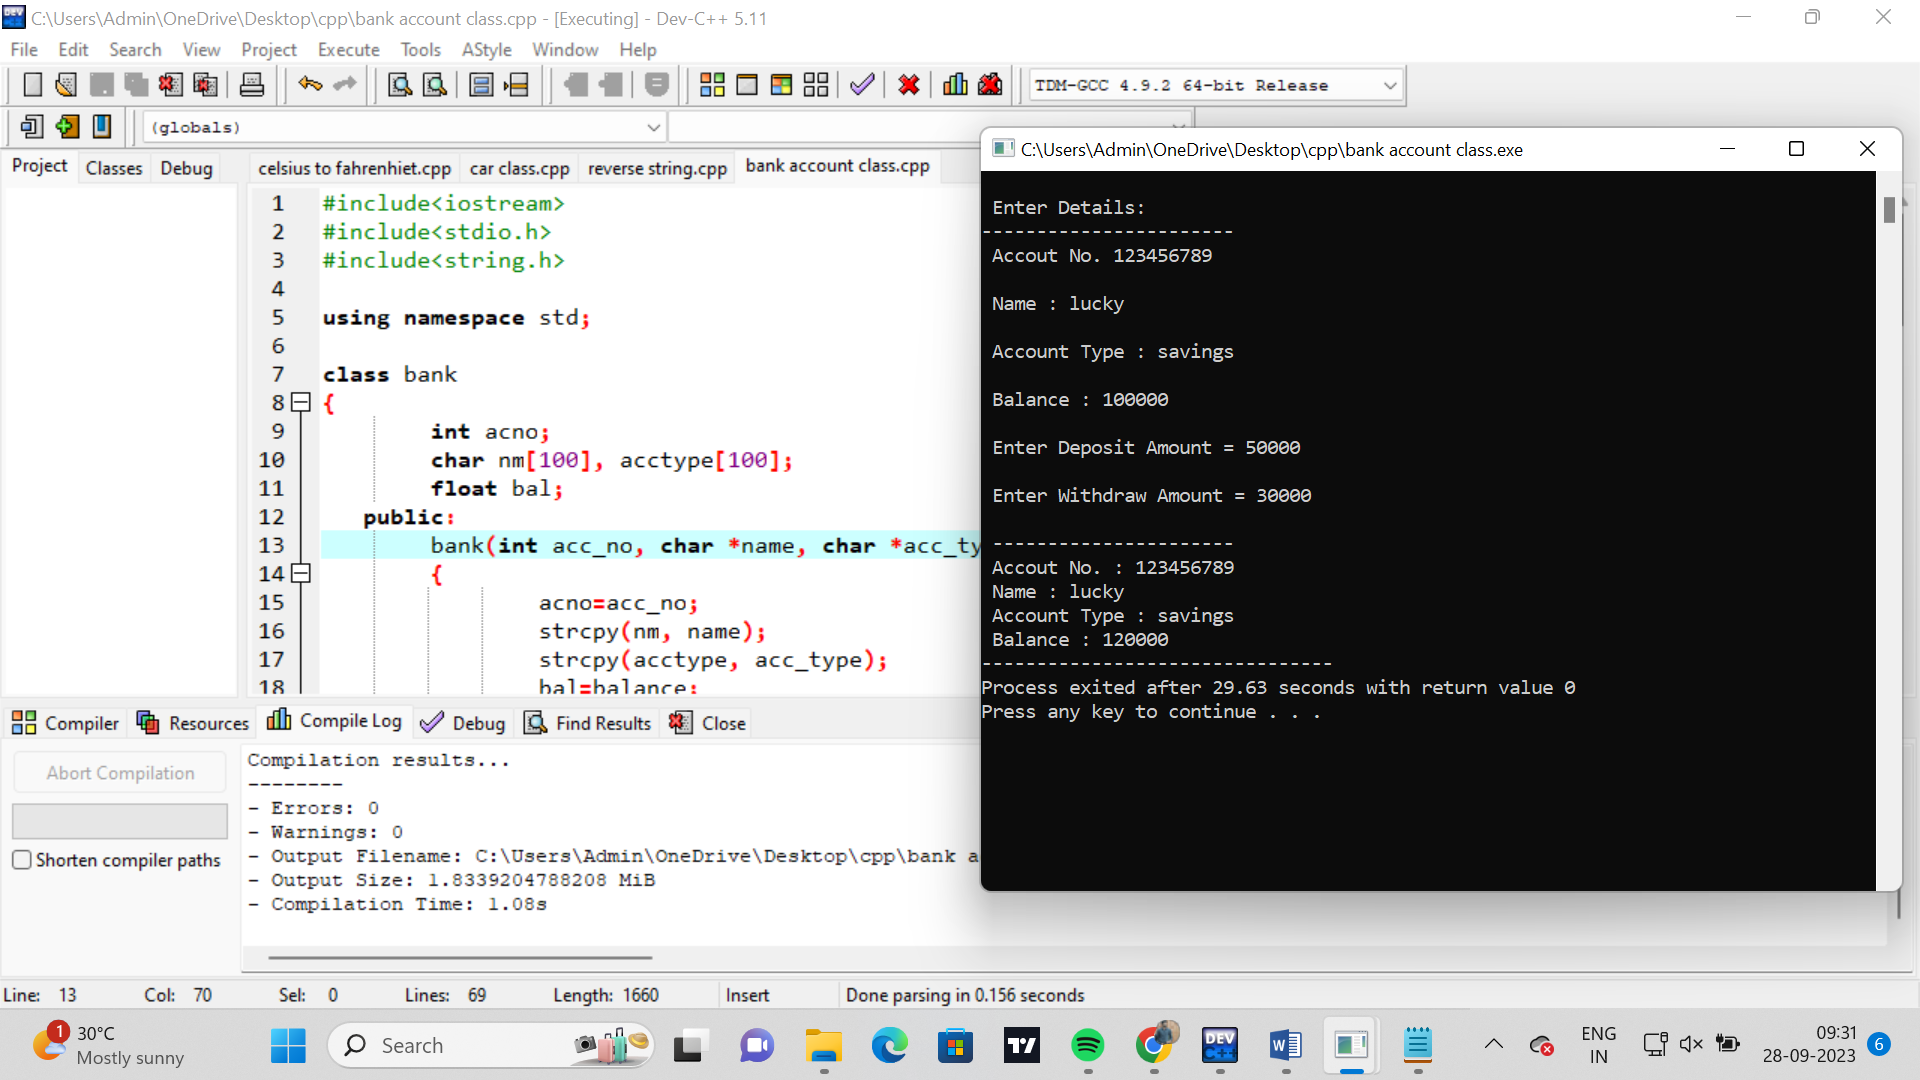 C:\Users\Admin\OneDrive\Desktop\cpp\bank account class.cpp - [Executing] - Dev-C++ 5.11
File Edit Search View Project Execute Tools AStyle Window Help
TDM-GCC 4.9.2 64-bit Release
(globals)
Project Classes Debug
celsius to fahrenhiet.cpp car class.cpp reverse string.cpp bank account class.cpp
1 #include<iostream>
2 #include<stdio.h>
3 #include<string.h>
4
5 using namespace std;
6
7 class bank
8 {
9 int acno;
10 char nm[100], acctype[100];
11 float bal;
12 public:
13 bank(int acc_no, char *name, char *acc_ty
14 {
15 acno=acc_no;
16 strcpy(nm, name);
17 strcpy(acctype, acc_type);
18 bal=balance;
C:\Users\Admin\OneDrive\Desktop\cpp\bank account class.exe
Enter Details:
-----------------------
Accout No. 123456789
Name : lucky
Account Type : savings
Balance : 100000
Enter Deposit Amount = 50000
Enter Withdraw Amount = 30000
----------------------
Accout No. : 123456789
Name : lucky
Account Type : savings
Balance : 120000
--------------------------------
Process exited after 29.63 seconds with return value 0
Press any key to continue . . .
Compiler Resources Compile Log Debug Find Results Close
Abort Compilation
Shorten compiler paths
Compilation results...
--------
- Errors: 0
- Warnings: 0
- Output Filename: C:\Users\Admin\OneDrive\Desktop\cpp\bank a
- Output Size: 1.8339204788208 MiB
- Compilation Time: 1.08s
Line: 13 Col: 70 Sel: 0 Lines: 69 Length: 1660 Insert Done parsing in 0.156 seconds
1
30°C
Mostly sunny
Search
DEV
C++
ENG
IN
09:31
28-09-2023
6